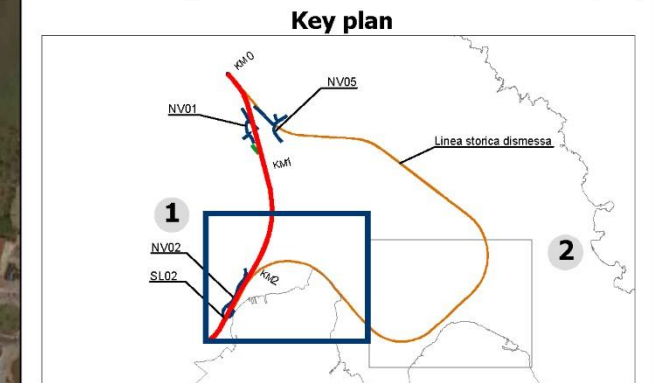 Key plan
KM 0
NV05
NV01
Linea storica dismessa
KM1
1
NV02
2
SL02
KM2